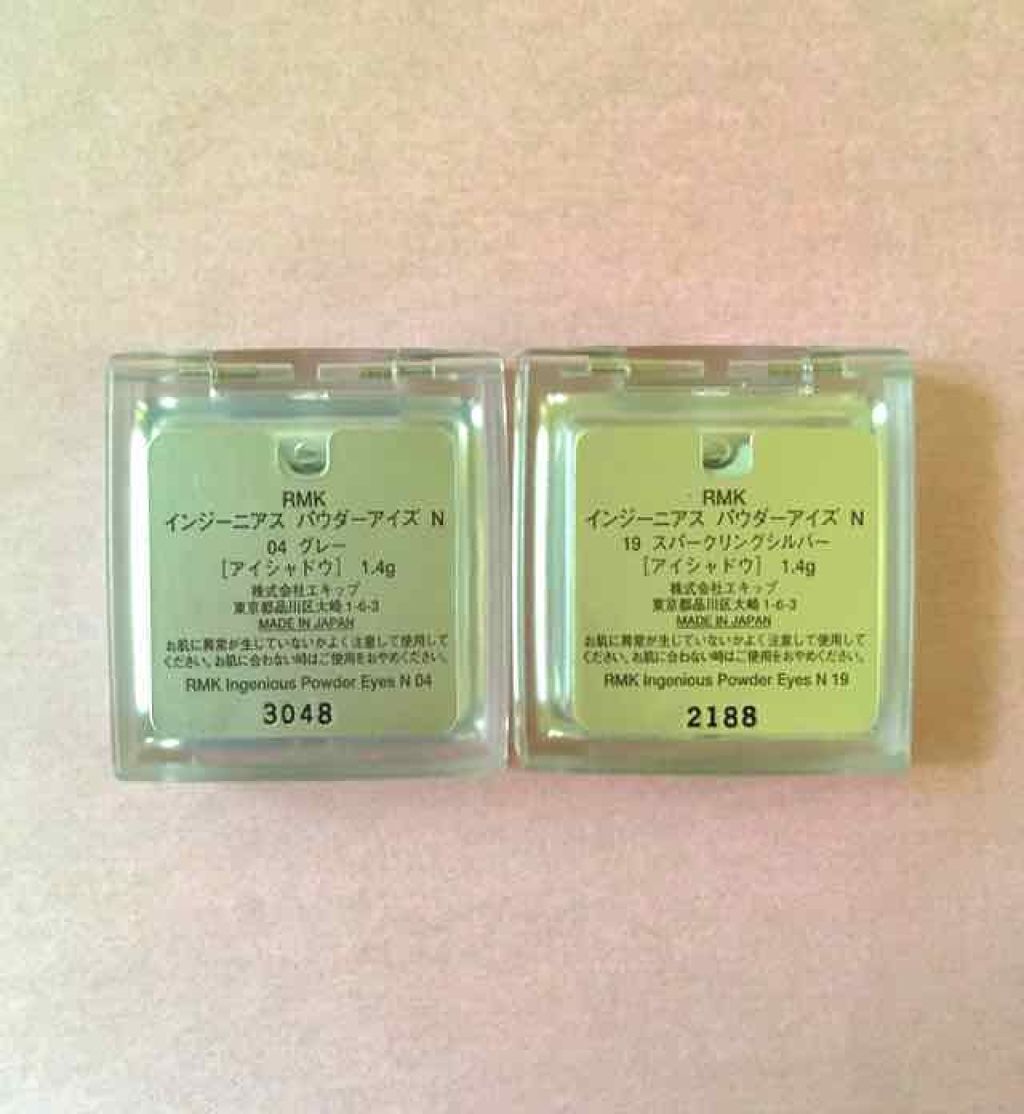 RMK
インジーニアス パウダーアイズ N
04 グレー
[アイシャドウ] 1.4g
株式会社エキップ
東京都品川区大崎1-6-3
MADE IN JAPAN
お肌に異常が生じていないかよく注意して使用して
ください。お肌に合わない時はご使用をおやめください。
RMK Ingenious Powder Eyes N 04
3048
RMK
インジーニアス パウダーアイズ N
19 スパークリングシルバー
[アイシャドウ] 1.4g
株式会社エキップ
東京都品川区大崎1-6-3
MADE IN JAPAN
お肌に異常が生じていないかよく注意して使用して
ください。お肌に合わない時はご使用をおやめください。
RMK Ingenious Powder Eyes N 19
2188